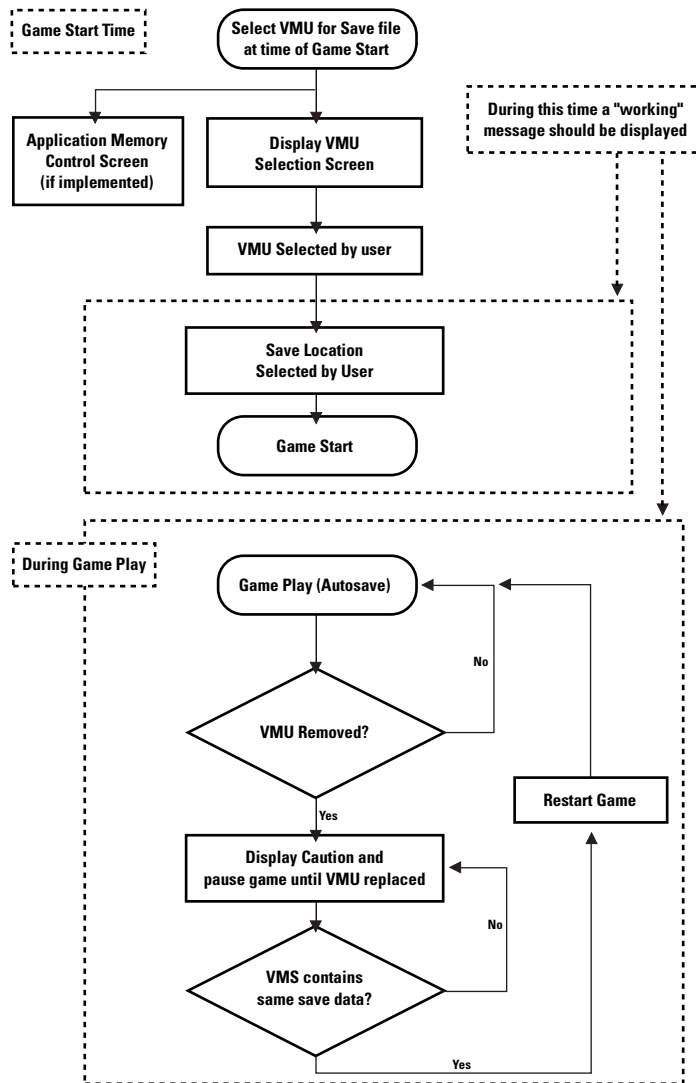 Game Start Time
Select VMU for Save file
at time of Game Start
During this time a "working"
message should be displayed
Application Memory
Control Screen
(if implemented)
Display VMU
Selection Screen
VMU Selected by user
Save Location
Selected by User
Game Start
During Game Play
Game Play (Autosave)
No
VMU Removed?
Restart Game
Yes
Display Caution and
pause game until VMU replaced
No
VMS contains
same save data?
Yes